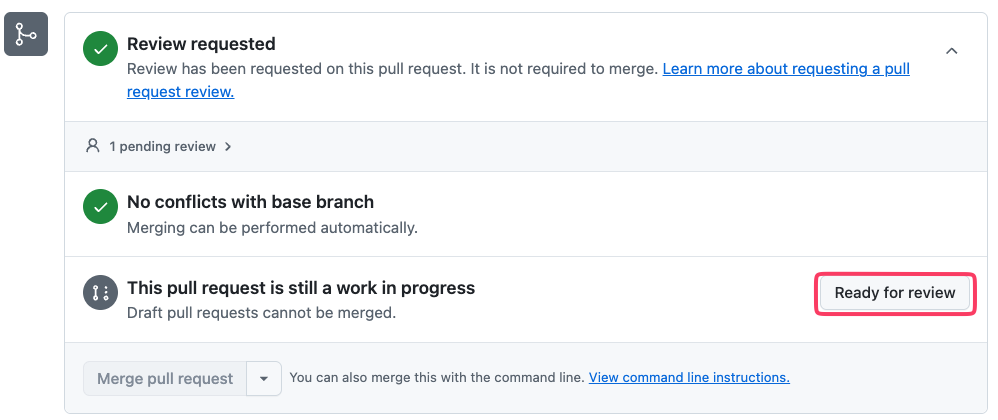 Review requested
Review has been requested on this pull request. It is not required to merge. Learn more about requesting a pull
request review.
1 pending review
No conflicts with base branch
Merging can be performed automatically.
This pull request is still a work in progress
Draft pull requests cannot be merged.
Ready for review
Merge pull request
You can also merge this with the command line. View command line instructions.